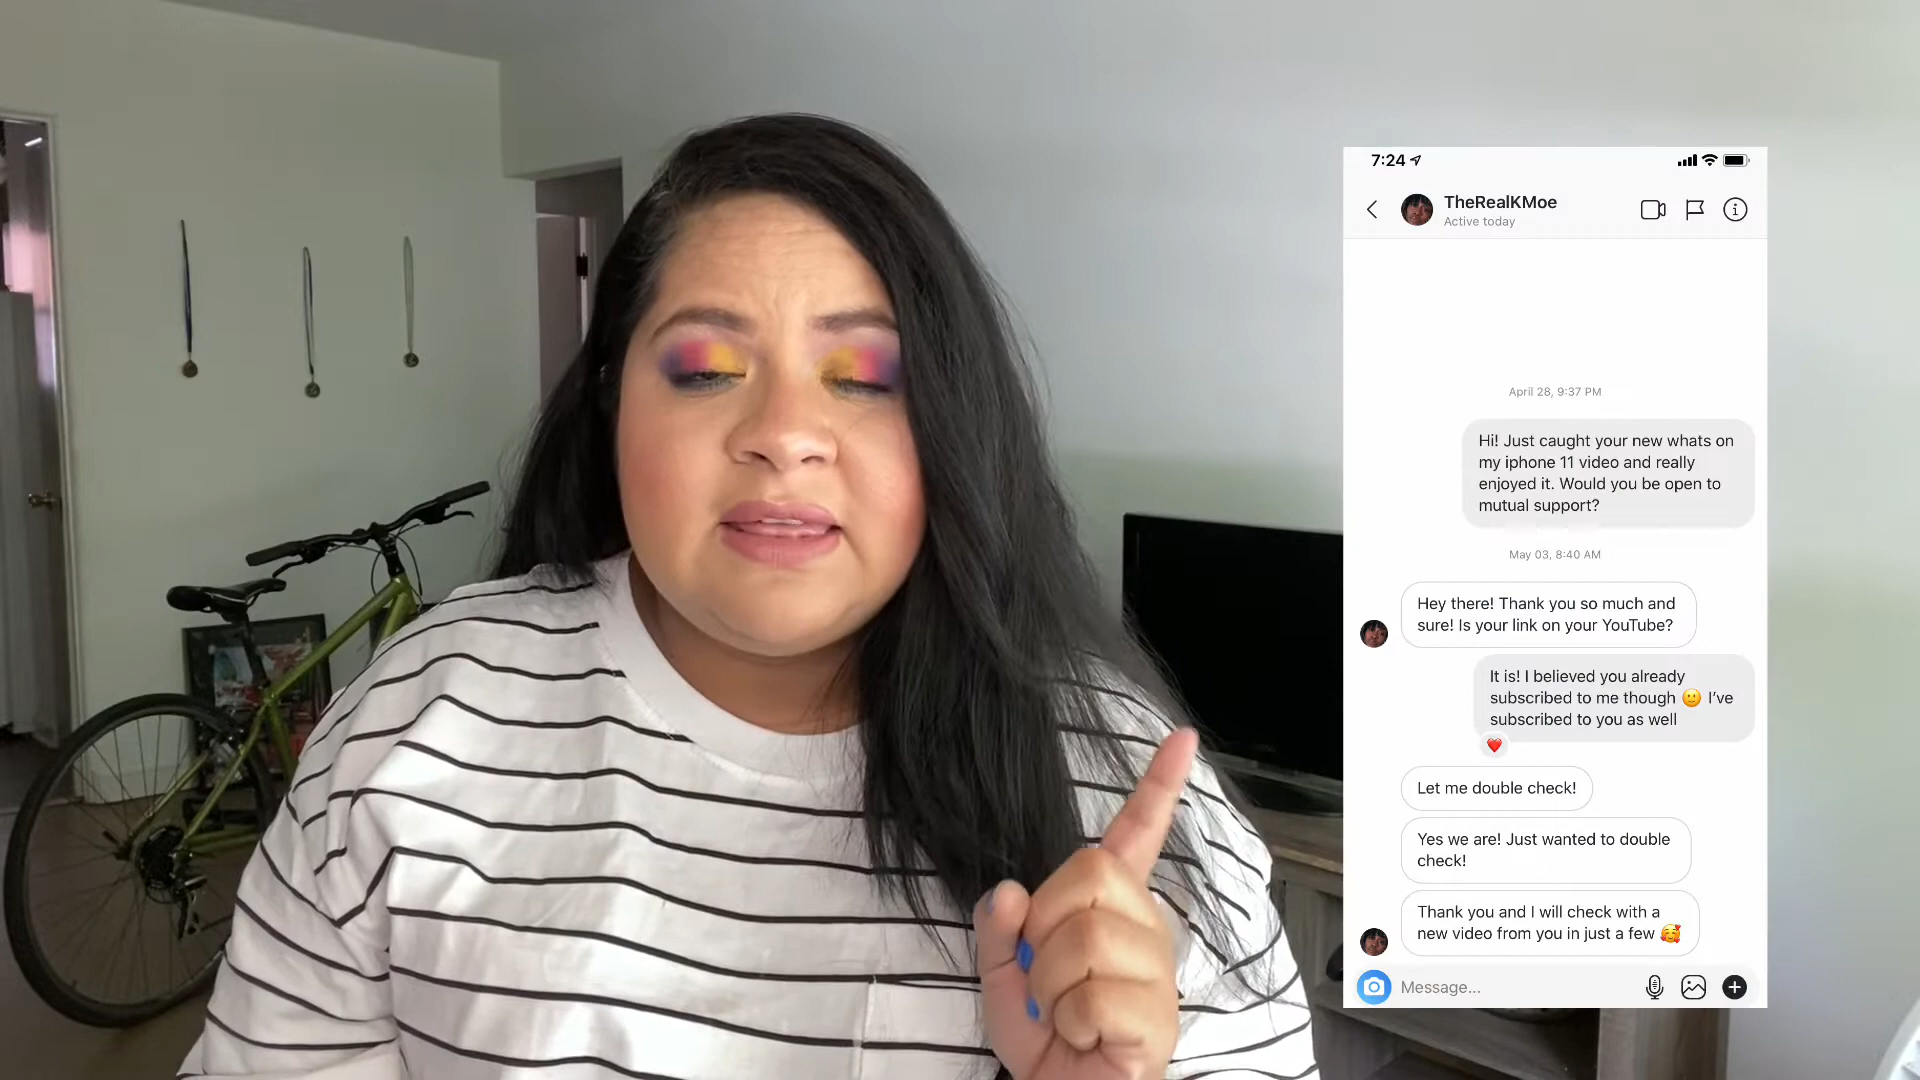 7:24
TheRealKMoe
Active today
April 28, 9:37 PM
Hi! Just caught your new whats on
my iphone 11 video and really
enjoyed it. Would you be open to
mutual support?
May 03, 8:40 AM
Hey there! Thank you so much and
sure! Is your link on your YouTube?
It is! I believed you already
subscribed to me though 🙂 I've
subscribed to you as well
Let me double check!
Yes we are! Just wanted to double
check!
Thank you and I will check with a
new video from you in just a few 🥰
Message...